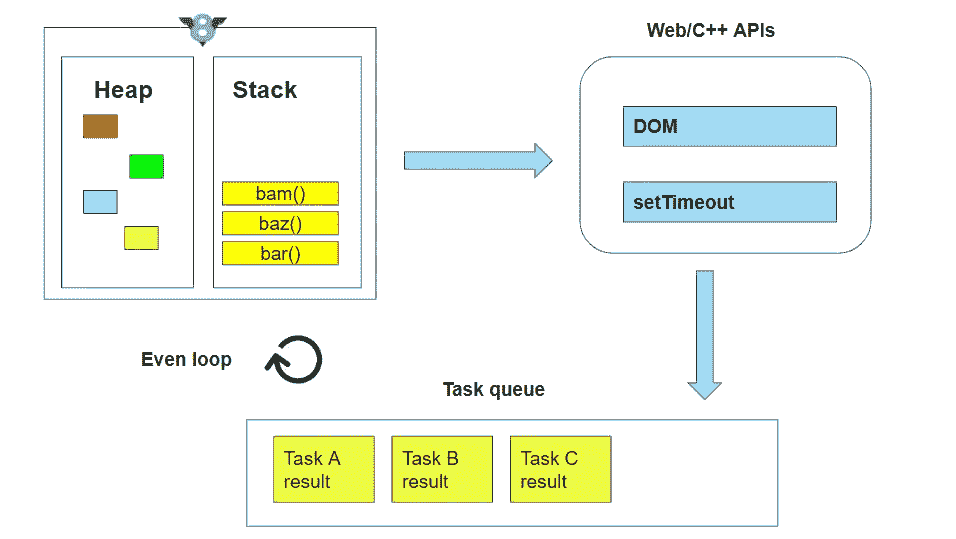 8
Web/C++ APIs
Heap
Stack
DOM
bam()
setTimeout
baz()
bar()
Even loop
Task queue
Task A
result
Task B
result
Task C
result